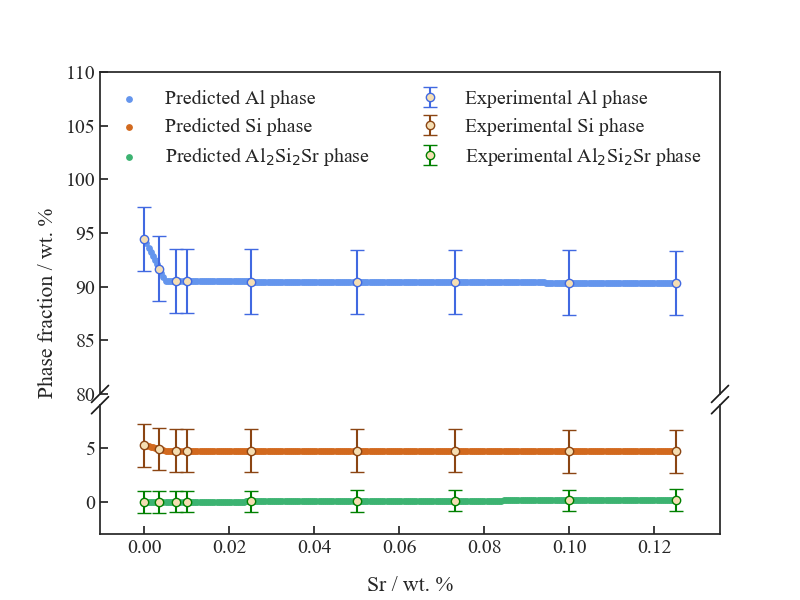 110
105
100
95
90
85
80
5
0
Phase fraction / wt. %
Predicted Al phase
Predicted Si phase
Predicted Al₂Si₂Sr phase
Experimental Al phase
Experimental Si phase
Experimental Al₂Si₂Sr phase
0.00 0.02 0.04 0.06 0.08 0.10 0.12
Sr / wt. %